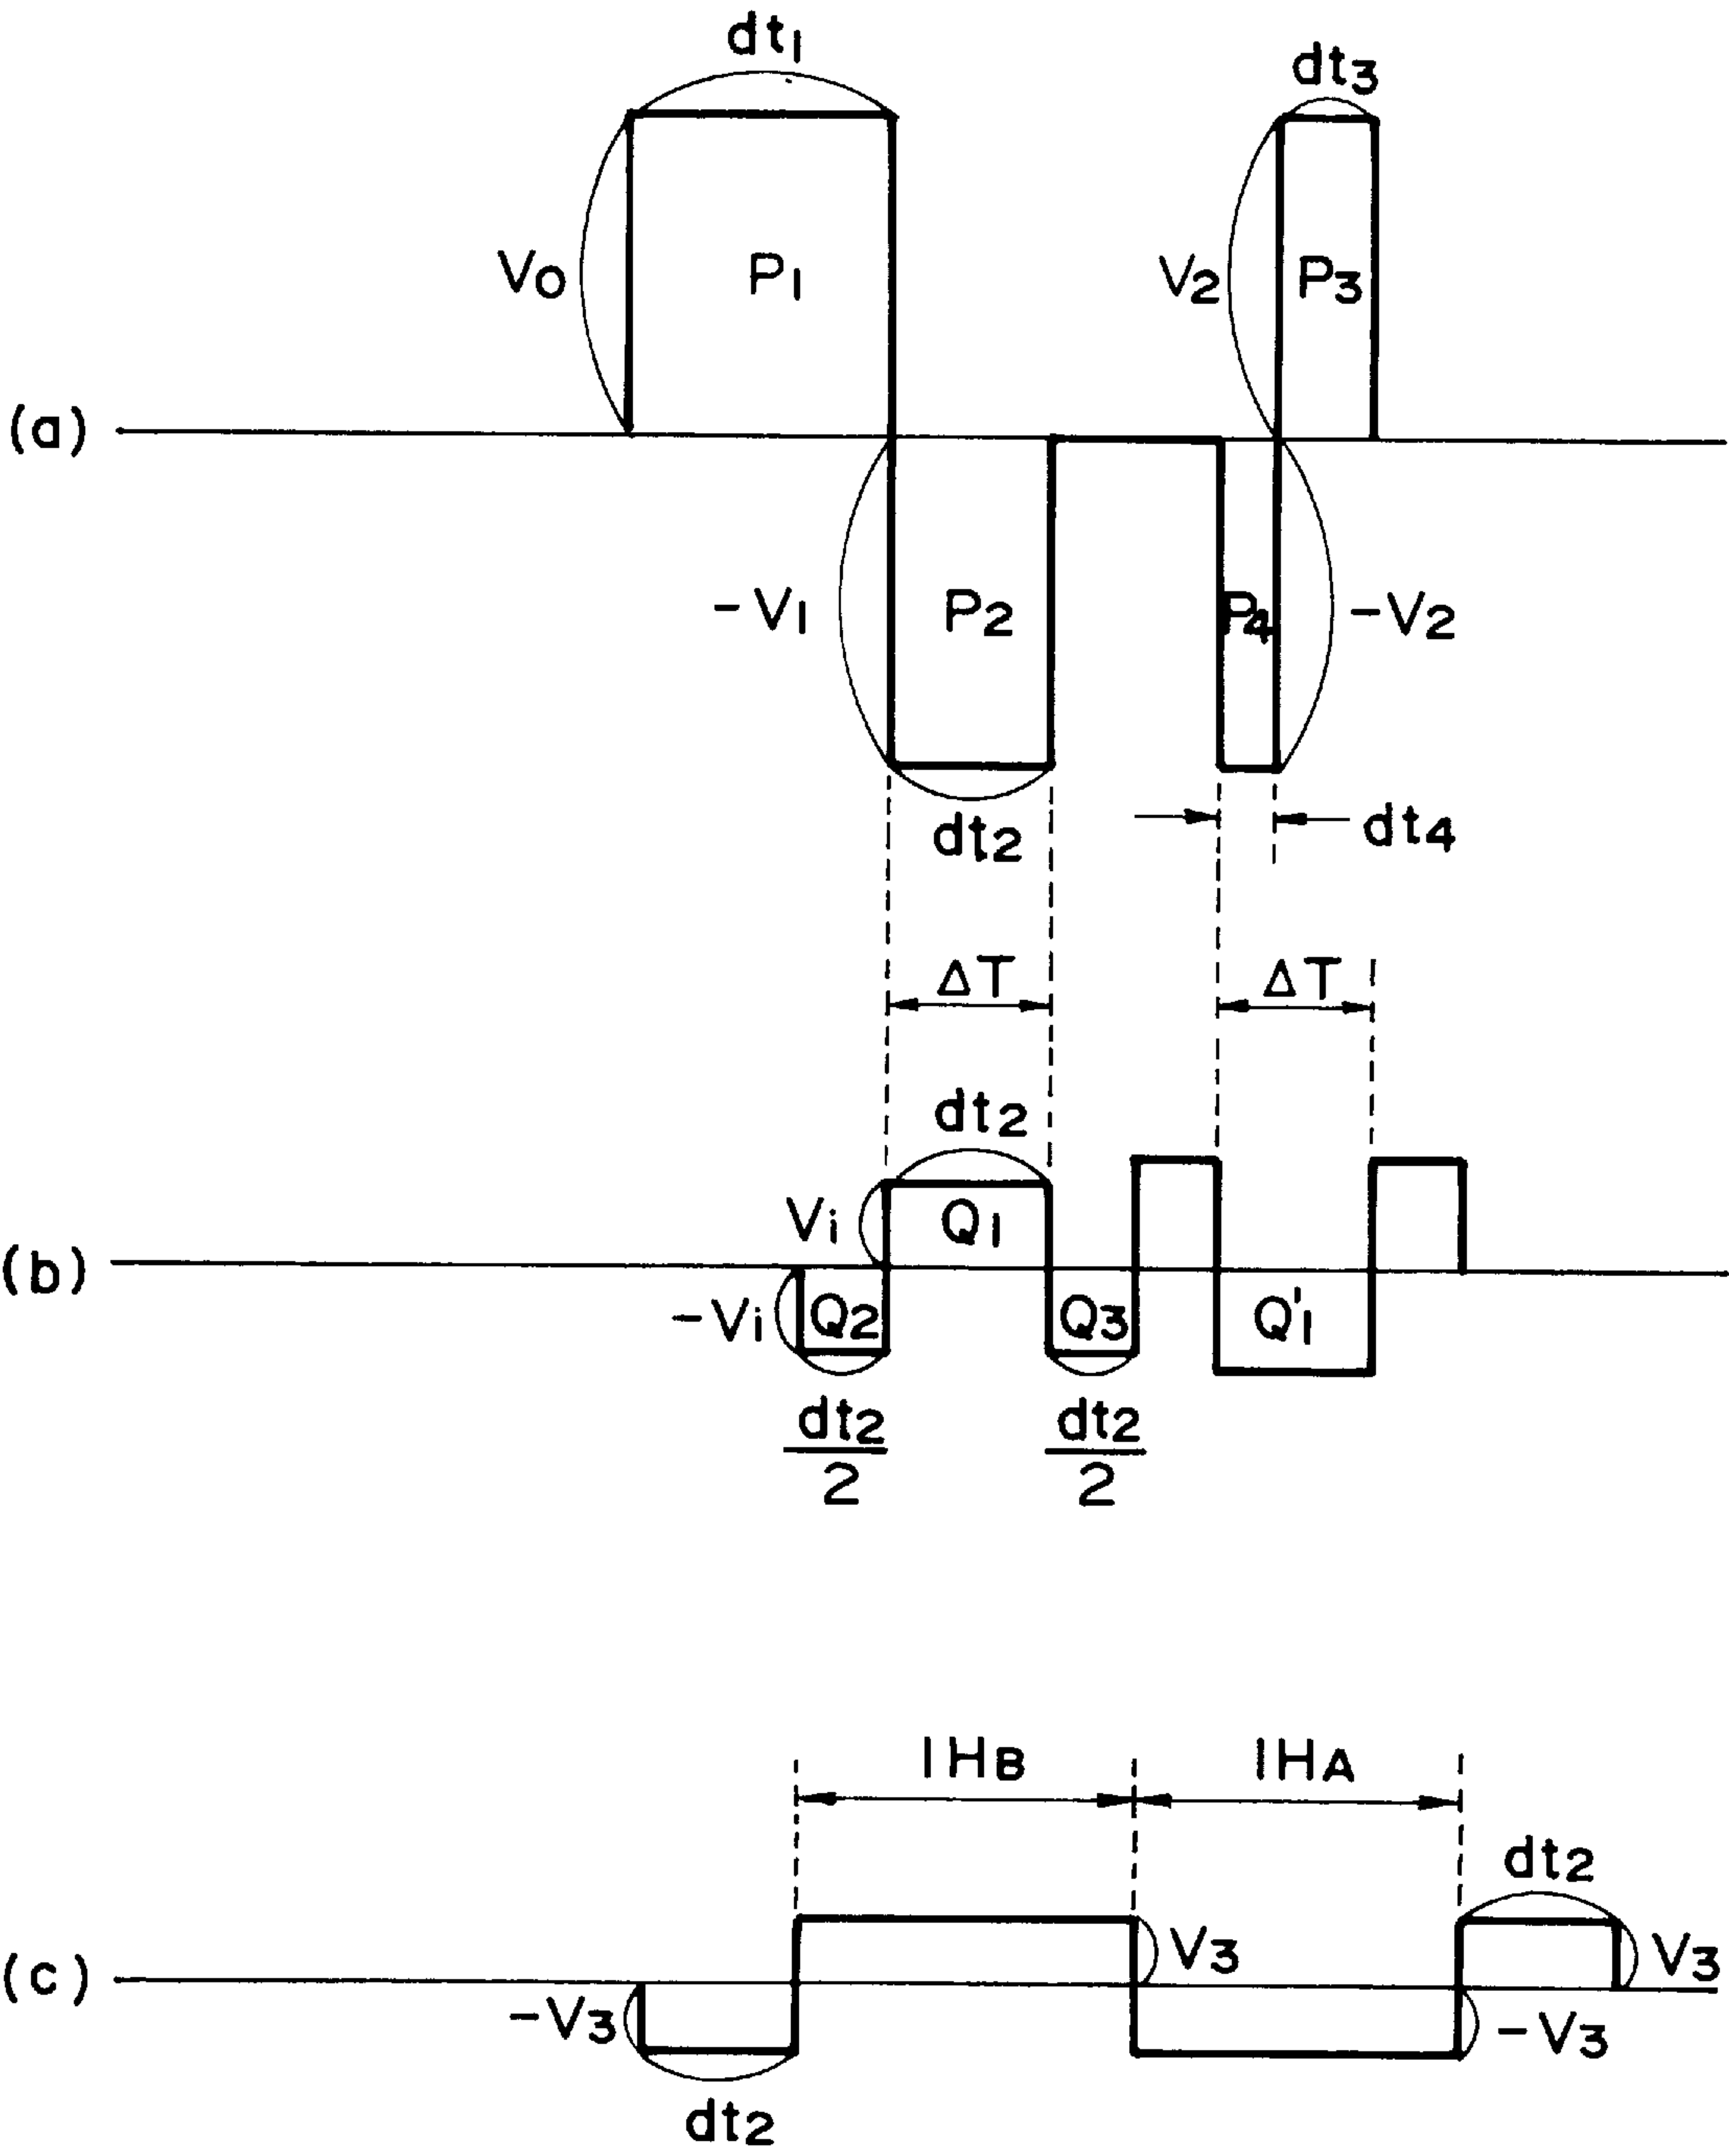 dt1
dt3
V0
P1
V2
P3
(a)
-V1
P2
P4
-V2
dt2
dt4
ΔT
ΔT
dt2
Vi
Q1
(b)
-Vi
Q2
Q3
Q'1
dt2
2
dt2
2
1HB
1HA
dt2
V3
V3
(c)
-V3
-V3
dt2